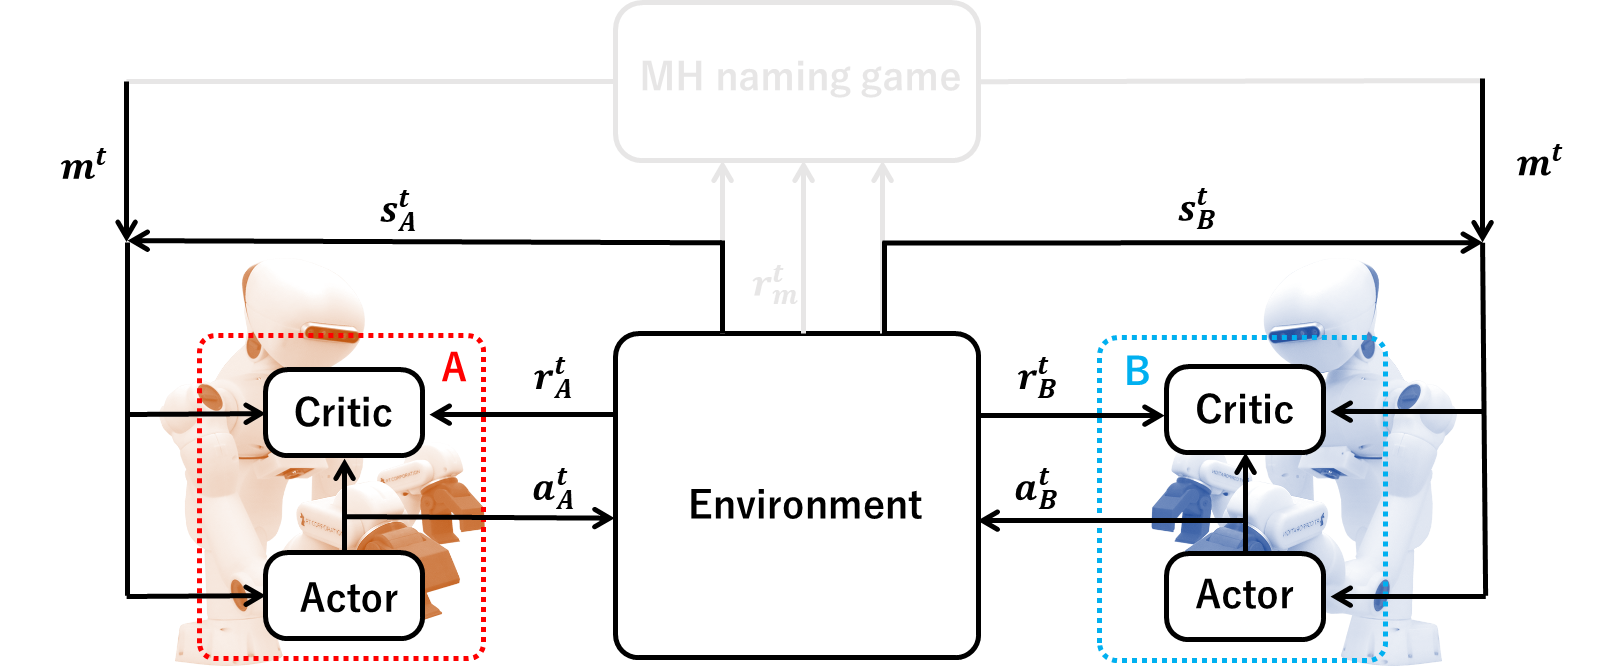 MH naming game
m^t
m^t
s_A^t
s_B^t
r_m^t
A
B
r_A^t
r_B^t
Critic
Critic
a_A^t
a_B^t
Environment
Actor
Actor